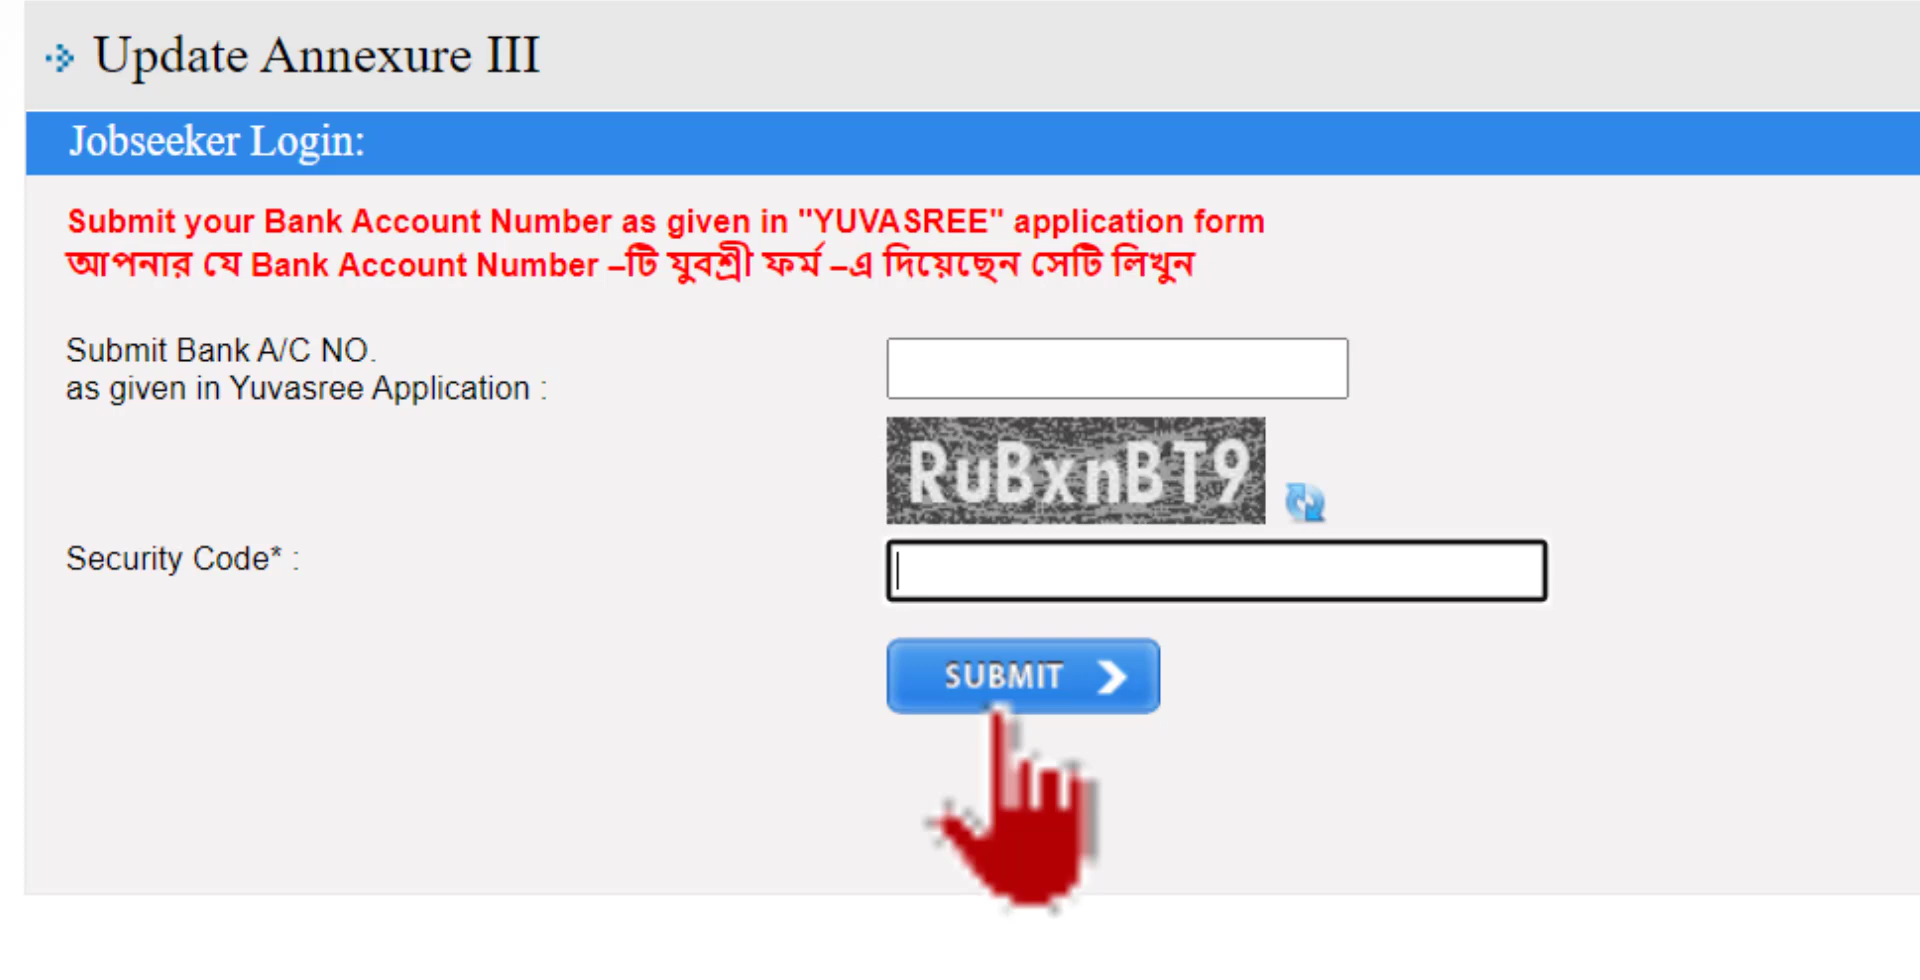 Update Annexure III
Jobseeker Login:
Submit your Bank Account Number as given in "YUVASREE" application form
আপনার যে Bank Account Number –টি যুবশ্রী ফর্ম –এ দিয়েছেন সেটি লিখুন
Submit Bank A/C NO.
as given in Yuvasree Application :
RuBxnBT9
Security Code* :
SUBMIT